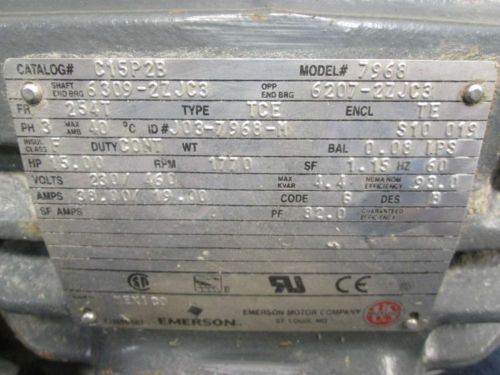 CATALOG# C15P2B MODEL# 7968
SHAFT END BRG 6309-2ZJC3 OPP END BRG 6207-2ZJC3
FR 254T TYPE TCE ENCL TE
PH 3 MAX AMB 40 °C ID# J03-7968-M S10 019
INSUL CLASS F DUTY CONT WT BAL 0.08 IPS
HP 15.00 RPM 1770 SF 1.15 HZ 60
VOLTS 230 460 MAX KVAR 4.4 NEMA NOM EFFICIENCY 93.0
AMPS 38.0 19.00 CODE G DES B
SF AMPS PF 82.0 GUARANTEED EFFICIENCY
MEXICO
EMERSON EMERSON MOTOR COMPANY
ST. LOUIS, MO